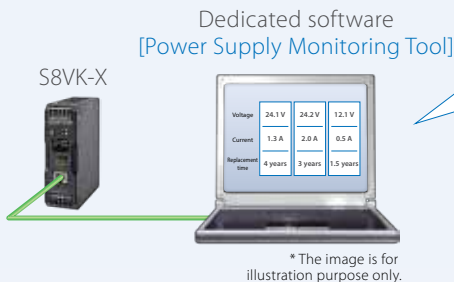 Dedicated software
[Power Supply Monitoring Tool]
S8VK-X
Voltage 24.1 V 24.2 V 12.1 V
Current 1.3 A 2.0 A 0.5 A
Replacement
time 4 years 3 years 1.5 years
* The image is for
illustration purpose only.